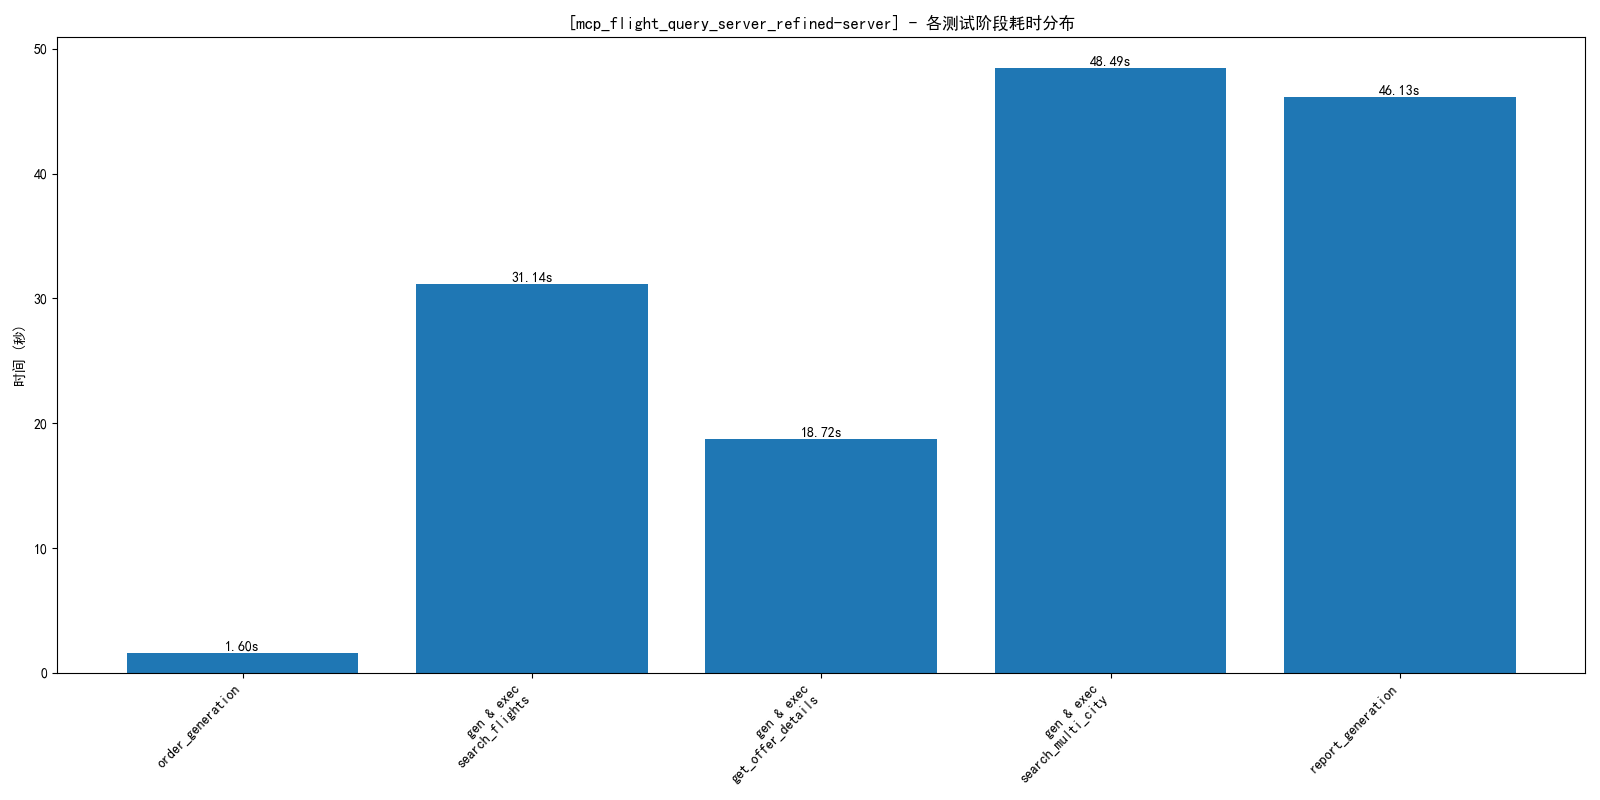 [mcp_flight_query_server_refined-server] - 各测试阶段耗时分布
时间 (秒)
50
40
30
20
10
0
1.60s
31.14s
18.72s
48.49s
46.13s
order_generation
gen & exec
search_flights
gen & exec
get_offer_details
gen & exec
search_multi_city
report_generation